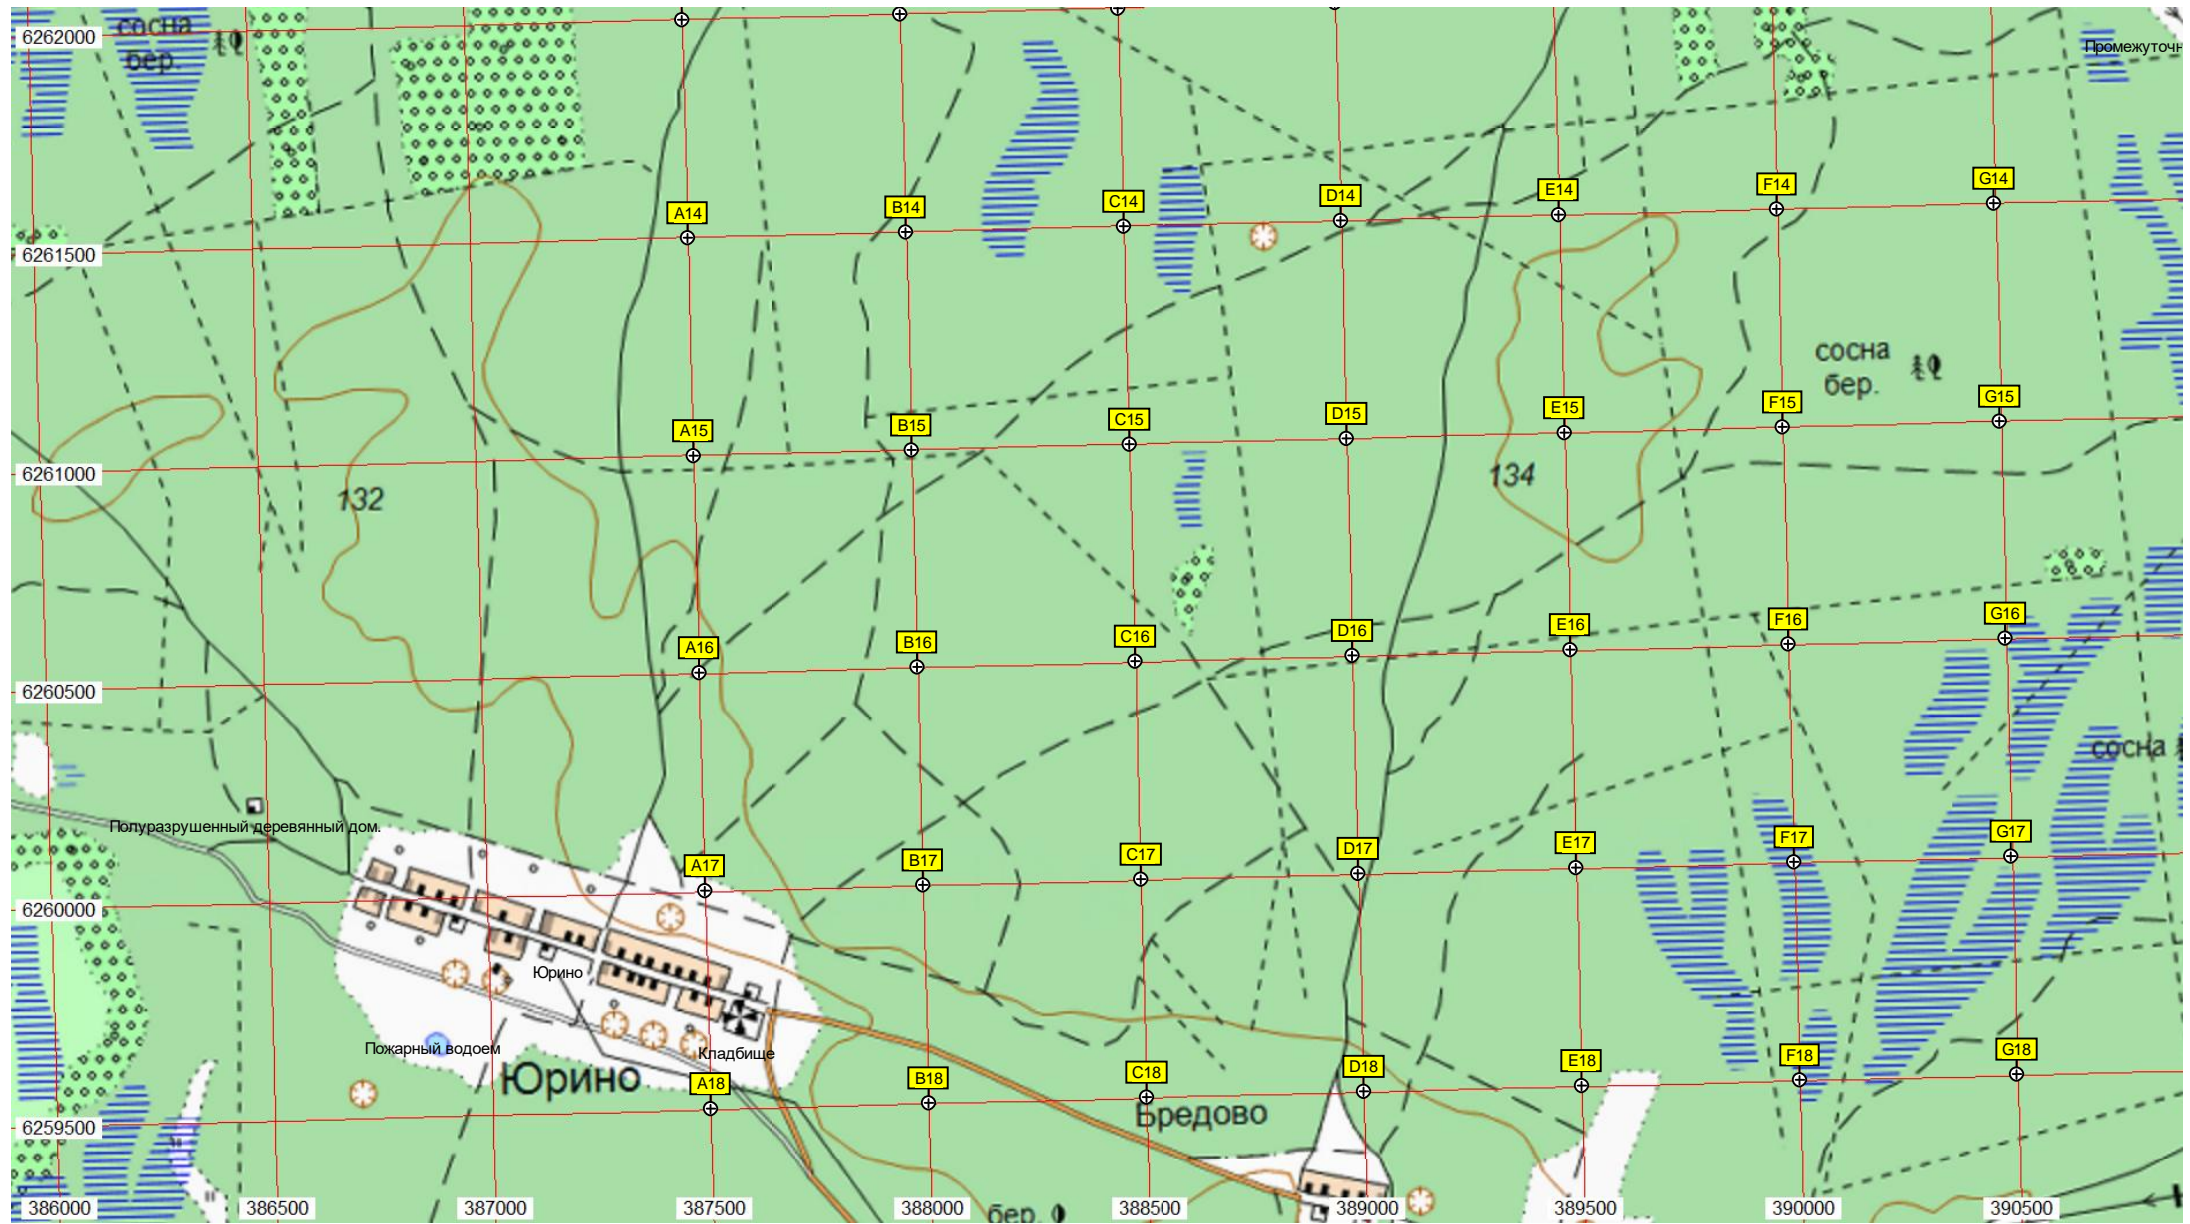 сосна
бер.
6262000
Промежуточн
A14
B14
C14
D14
E14
F14
G14
6261500
сосна
бер.
A15
B15
C15
D15
E15
F15
G15
6261000
132
134
A16
B16
C16
D16
E16
F16
G16
6260500
сосна
Полуразрушенный деревянный дом.
A17
B17
C17
D17
E17
F17
G17
6260000
Юрино
Пожарный водоем
Кладбище
Юрино
A18
B18
C18
D18
E18
F18
G18
Бредово
6259500
бер.
386000
386500
387000
387500
388000
388500
389000
389500
390000
390500